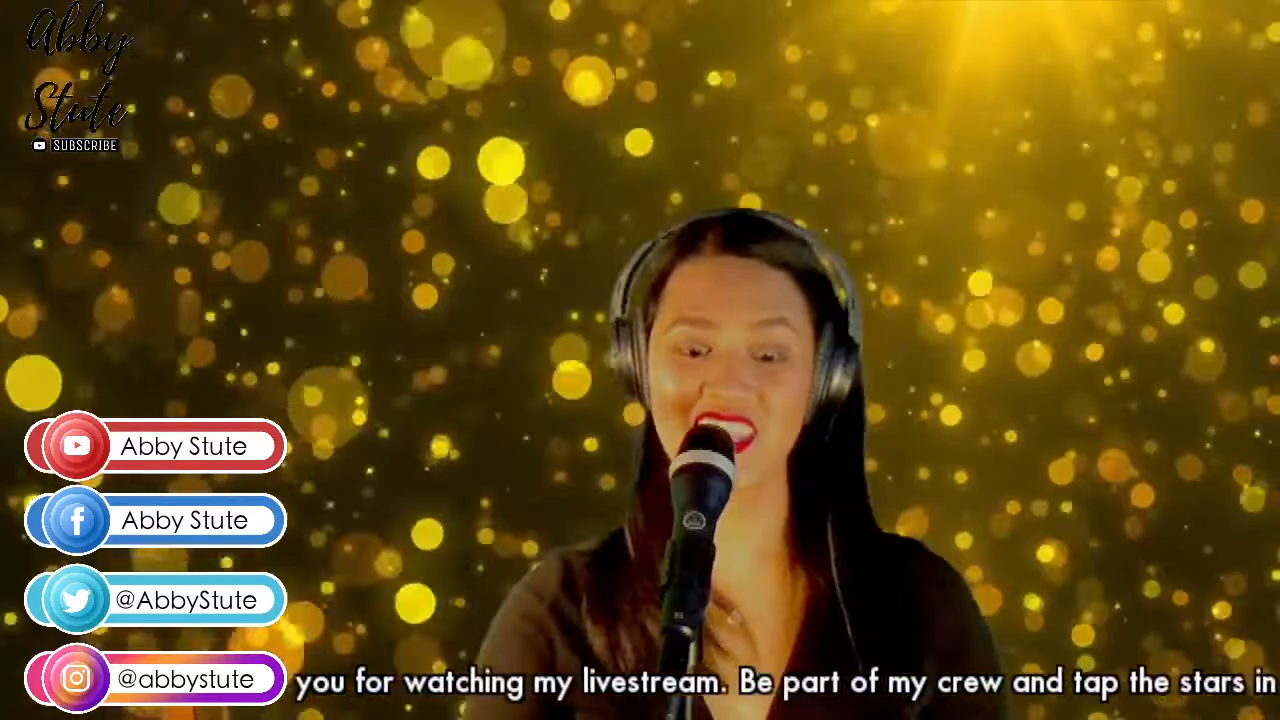 Abby
Stute
SUBSCRIBE
Abby Stute
Abby Stute
@AbbyStute
@abbystute
you for watching my livestream. Be part of my crew and tap the stars in